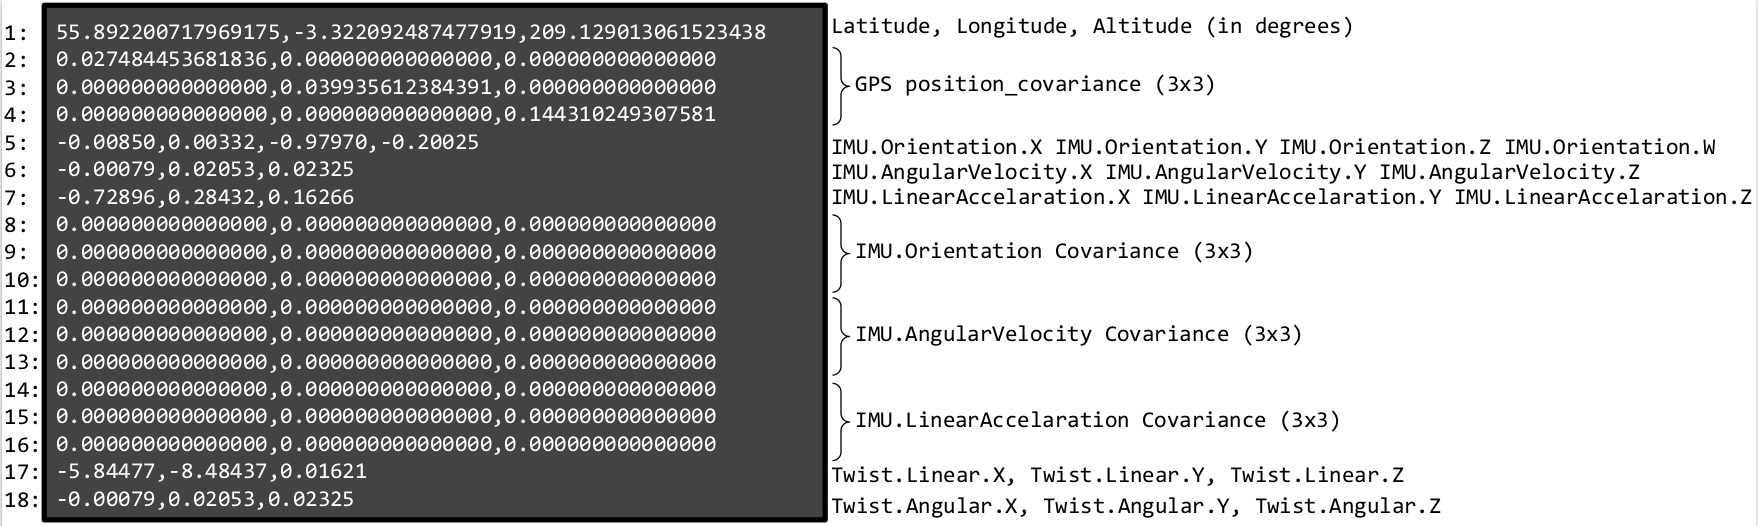 1: 55.892200717969175,-3.322092487477919,209.129013061523438 Latitude, Longitude, Altitude (in degrees)
2: 0.027484453681836,0.000000000000000,0.000000000000000
3: 0.000000000000000,0.039935612384391,0.000000000000000 GPS position_covariance (3x3)
4: 0.000000000000000,0.000000000000000,0.144310249307581
5: -0.00850,0.00332,-0.97970,-0.20025 IMU.Orientation.X IMU.Orientation.Y IMU.Orientation.Z IMU.Orientation.W
6: -0.00079,0.02053,0.02325 IMU.AngularVelocity.X IMU.AngularVelocity.Y IMU.AngularVelocity.Z
7: -0.72896,0.28432,0.16266 IMU.LinearAccelaration.X IMU.LinearAccelaration.Y IMU.LinearAccelaration.Z
8: 0.000000000000000,0.000000000000000,0.000000000000000
9: 0.000000000000000,0.000000000000000,0.000000000000000 IMU.Orientation Covariance (3x3)
10: 0.000000000000000,0.000000000000000,0.000000000000000
11: 0.000000000000000,0.000000000000000,0.000000000000000
12: 0.000000000000000,0.000000000000000,0.000000000000000 IMU.AngularVelocity Covariance (3x3)
13: 0.000000000000000,0.000000000000000,0.000000000000000
14: 0.000000000000000,0.000000000000000,0.000000000000000
15: 0.000000000000000,0.000000000000000,0.000000000000000 IMU.LinearAccelaration Covariance (3x3)
16: 0.000000000000000,0.000000000000000,0.000000000000000
17: -5.84477,-8.48437,0.01621 Twist.Linear.X, Twist.Linear.Y, Twist.Linear.Z
18: -0.00079,0.02053,0.02325 Twist.Angular.X, Twist.Angular.Y, Twist.Angular.Z